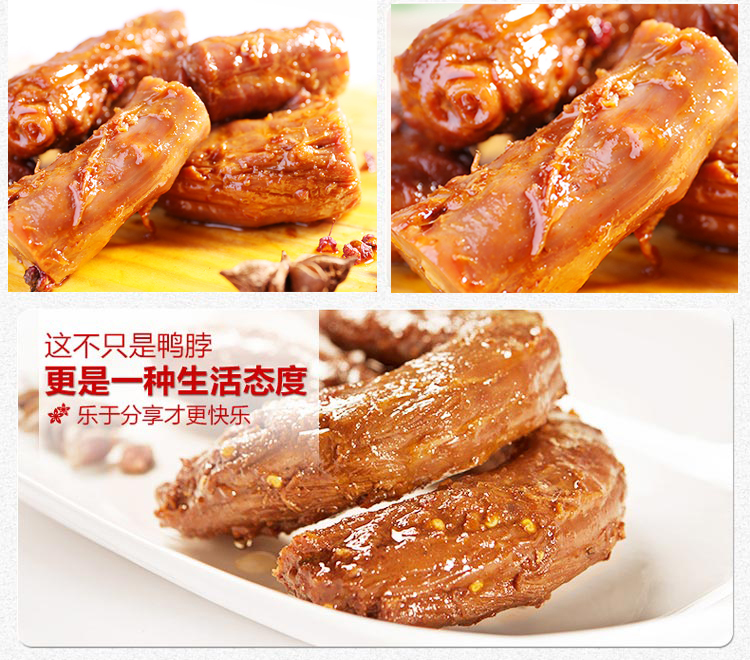 这不只是鸭脖
更是一种生活态度
乐于分享才更快乐